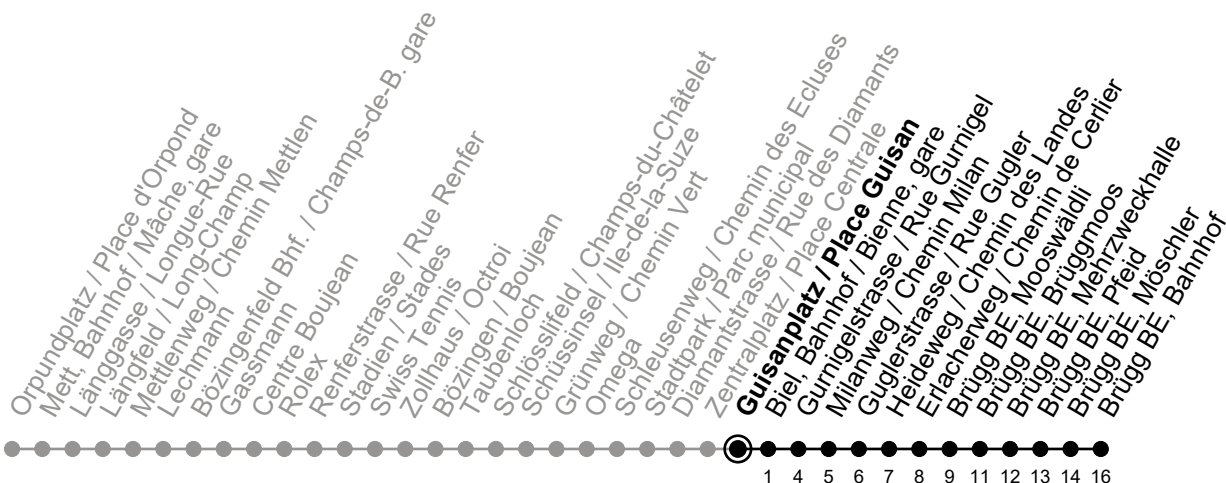 Orpundplatz / Place d'Orpond
Mett, Bahnhof / Mâche, gare
Länggasse / Longue-Rue
Längfeld / Long-Champ
Mettlenweg / Chemin Mettlen
Lechmann
Bözingenfeld Bhf. / Champs-de-B. gare
Gassmann
Centre Boujean
Rolex
Renferstrasse / Rue Renfer
Stadien / Stades
Swiss Tennis
Zollhaus / Octroi
Bözingen / Boujean
Taubenloch
Schlösslifeld / Champs-du-Châtelet
Schüssinsel / Ile-de-la-Suze
Grünweg / Chemin Vert
Omega
Schleusenweg / Chemin des Ecluses
Stadtpark / Parc municipal
Diamantstrasse / Rue des Diamants
Zentralplatz / Place Centrale
Guisanplatz / Place Guisan
Biel, Bahnhof / Bienne, gare
Gurnigelstrasse / Rue Gurnigel
Milanweg / Chemin Milan
Guglerstrasse / Rue Gugler
Heideweg / Chemin des Landes
Erlachenweg / Chemin de Cerlier
Brügg BE, Mooswäldli
Brügg BE, Brüggmoos
Brügg BE, Mehrzweckhalle
Brügg BE, Pfeid
Brügg BE, Möschler
Brügg BE, Bahnhof
1 4 5 6 7 8 9 11 12 13 14 16